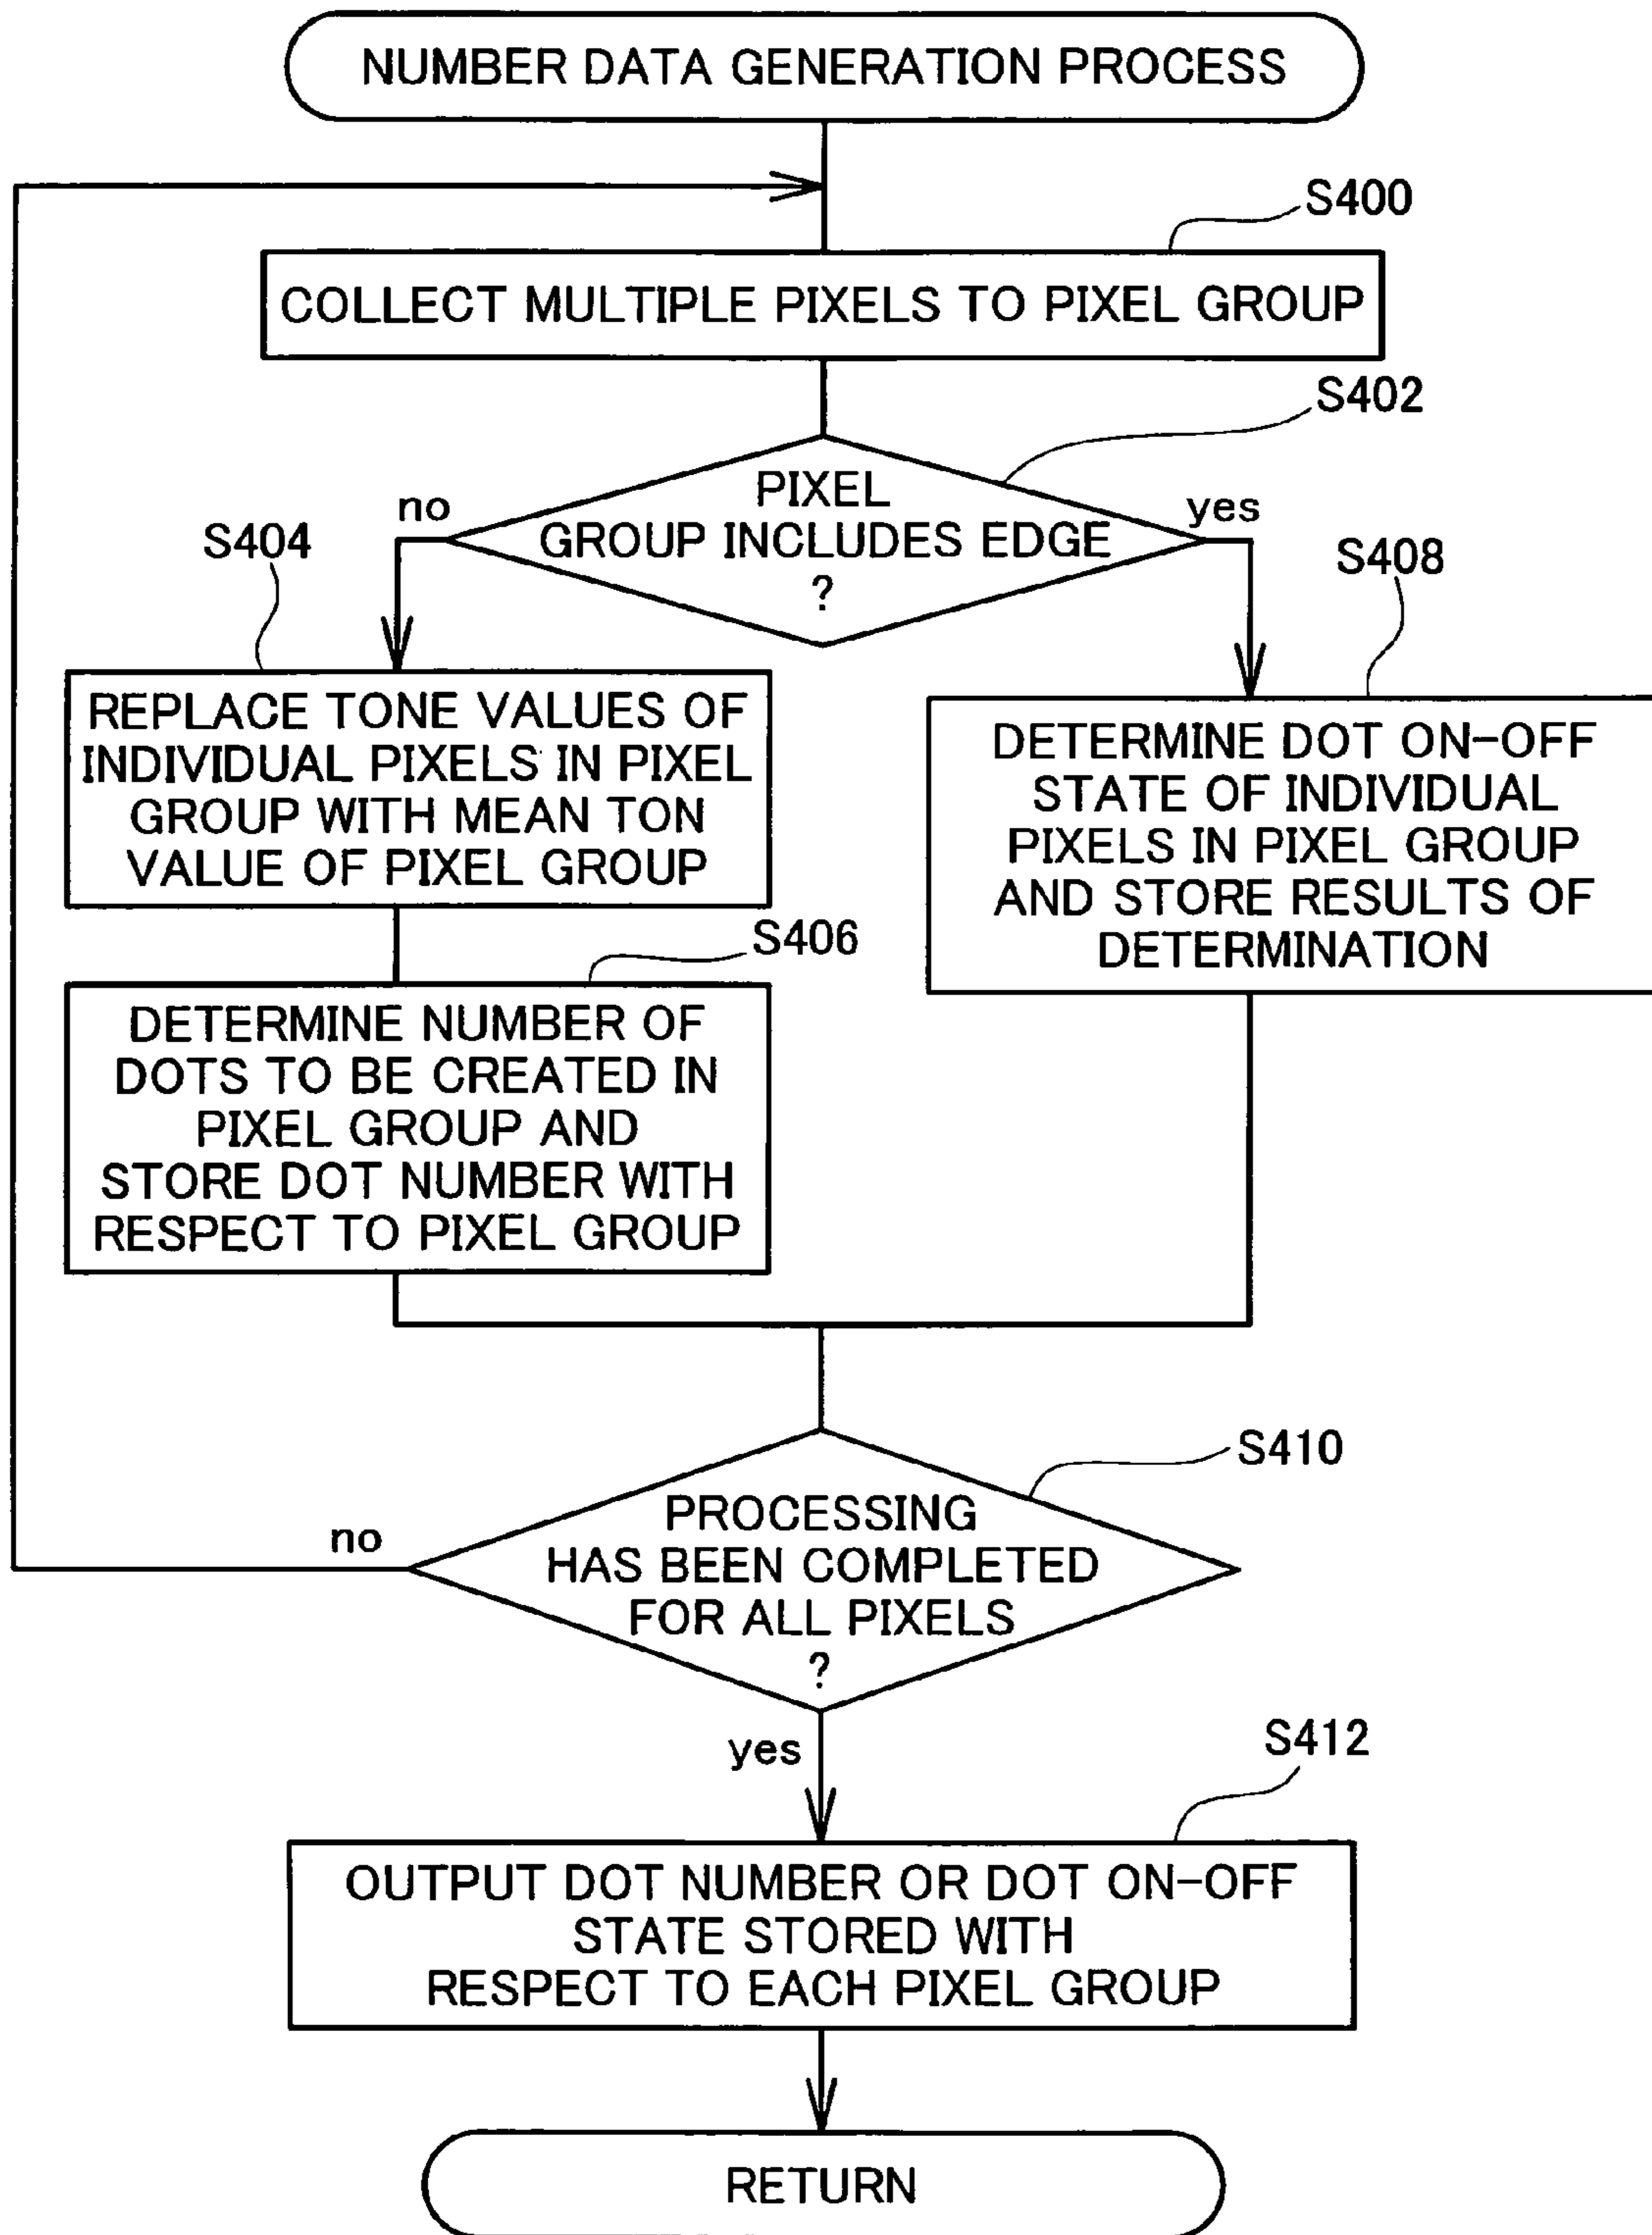 NUMBER DATA GENERATION PROCESS
S400
COLLECT MULTIPLE PIXELS TO PIXEL GROUP
S402
PIXEL
GROUP INCLUDES EDGE
?
no
yes
S404
REPLACE TONE VALUES OF
INDIVIDUAL PIXELS IN PIXEL
GROUP WITH MEAN TON
VALUE OF PIXEL GROUP
S408
DETERMINE DOT ON-OFF
STATE OF INDIVIDUAL
PIXELS IN PIXEL GROUP
AND STORE RESULTS OF
DETERMINATION
S406
DETERMINE NUMBER OF
DOTS TO BE CREATED IN
PIXEL GROUP AND
STORE DOT NUMBER WITH
RESPECT TO PIXEL GROUP
S410
PROCESSING
HAS BEEN COMPLETED
FOR ALL PIXELS
?
no
yes
S412
OUTPUT DOT NUMBER OR DOT ON-OFF
STATE STORED WITH
RESPECT TO EACH PIXEL GROUP
RETURN